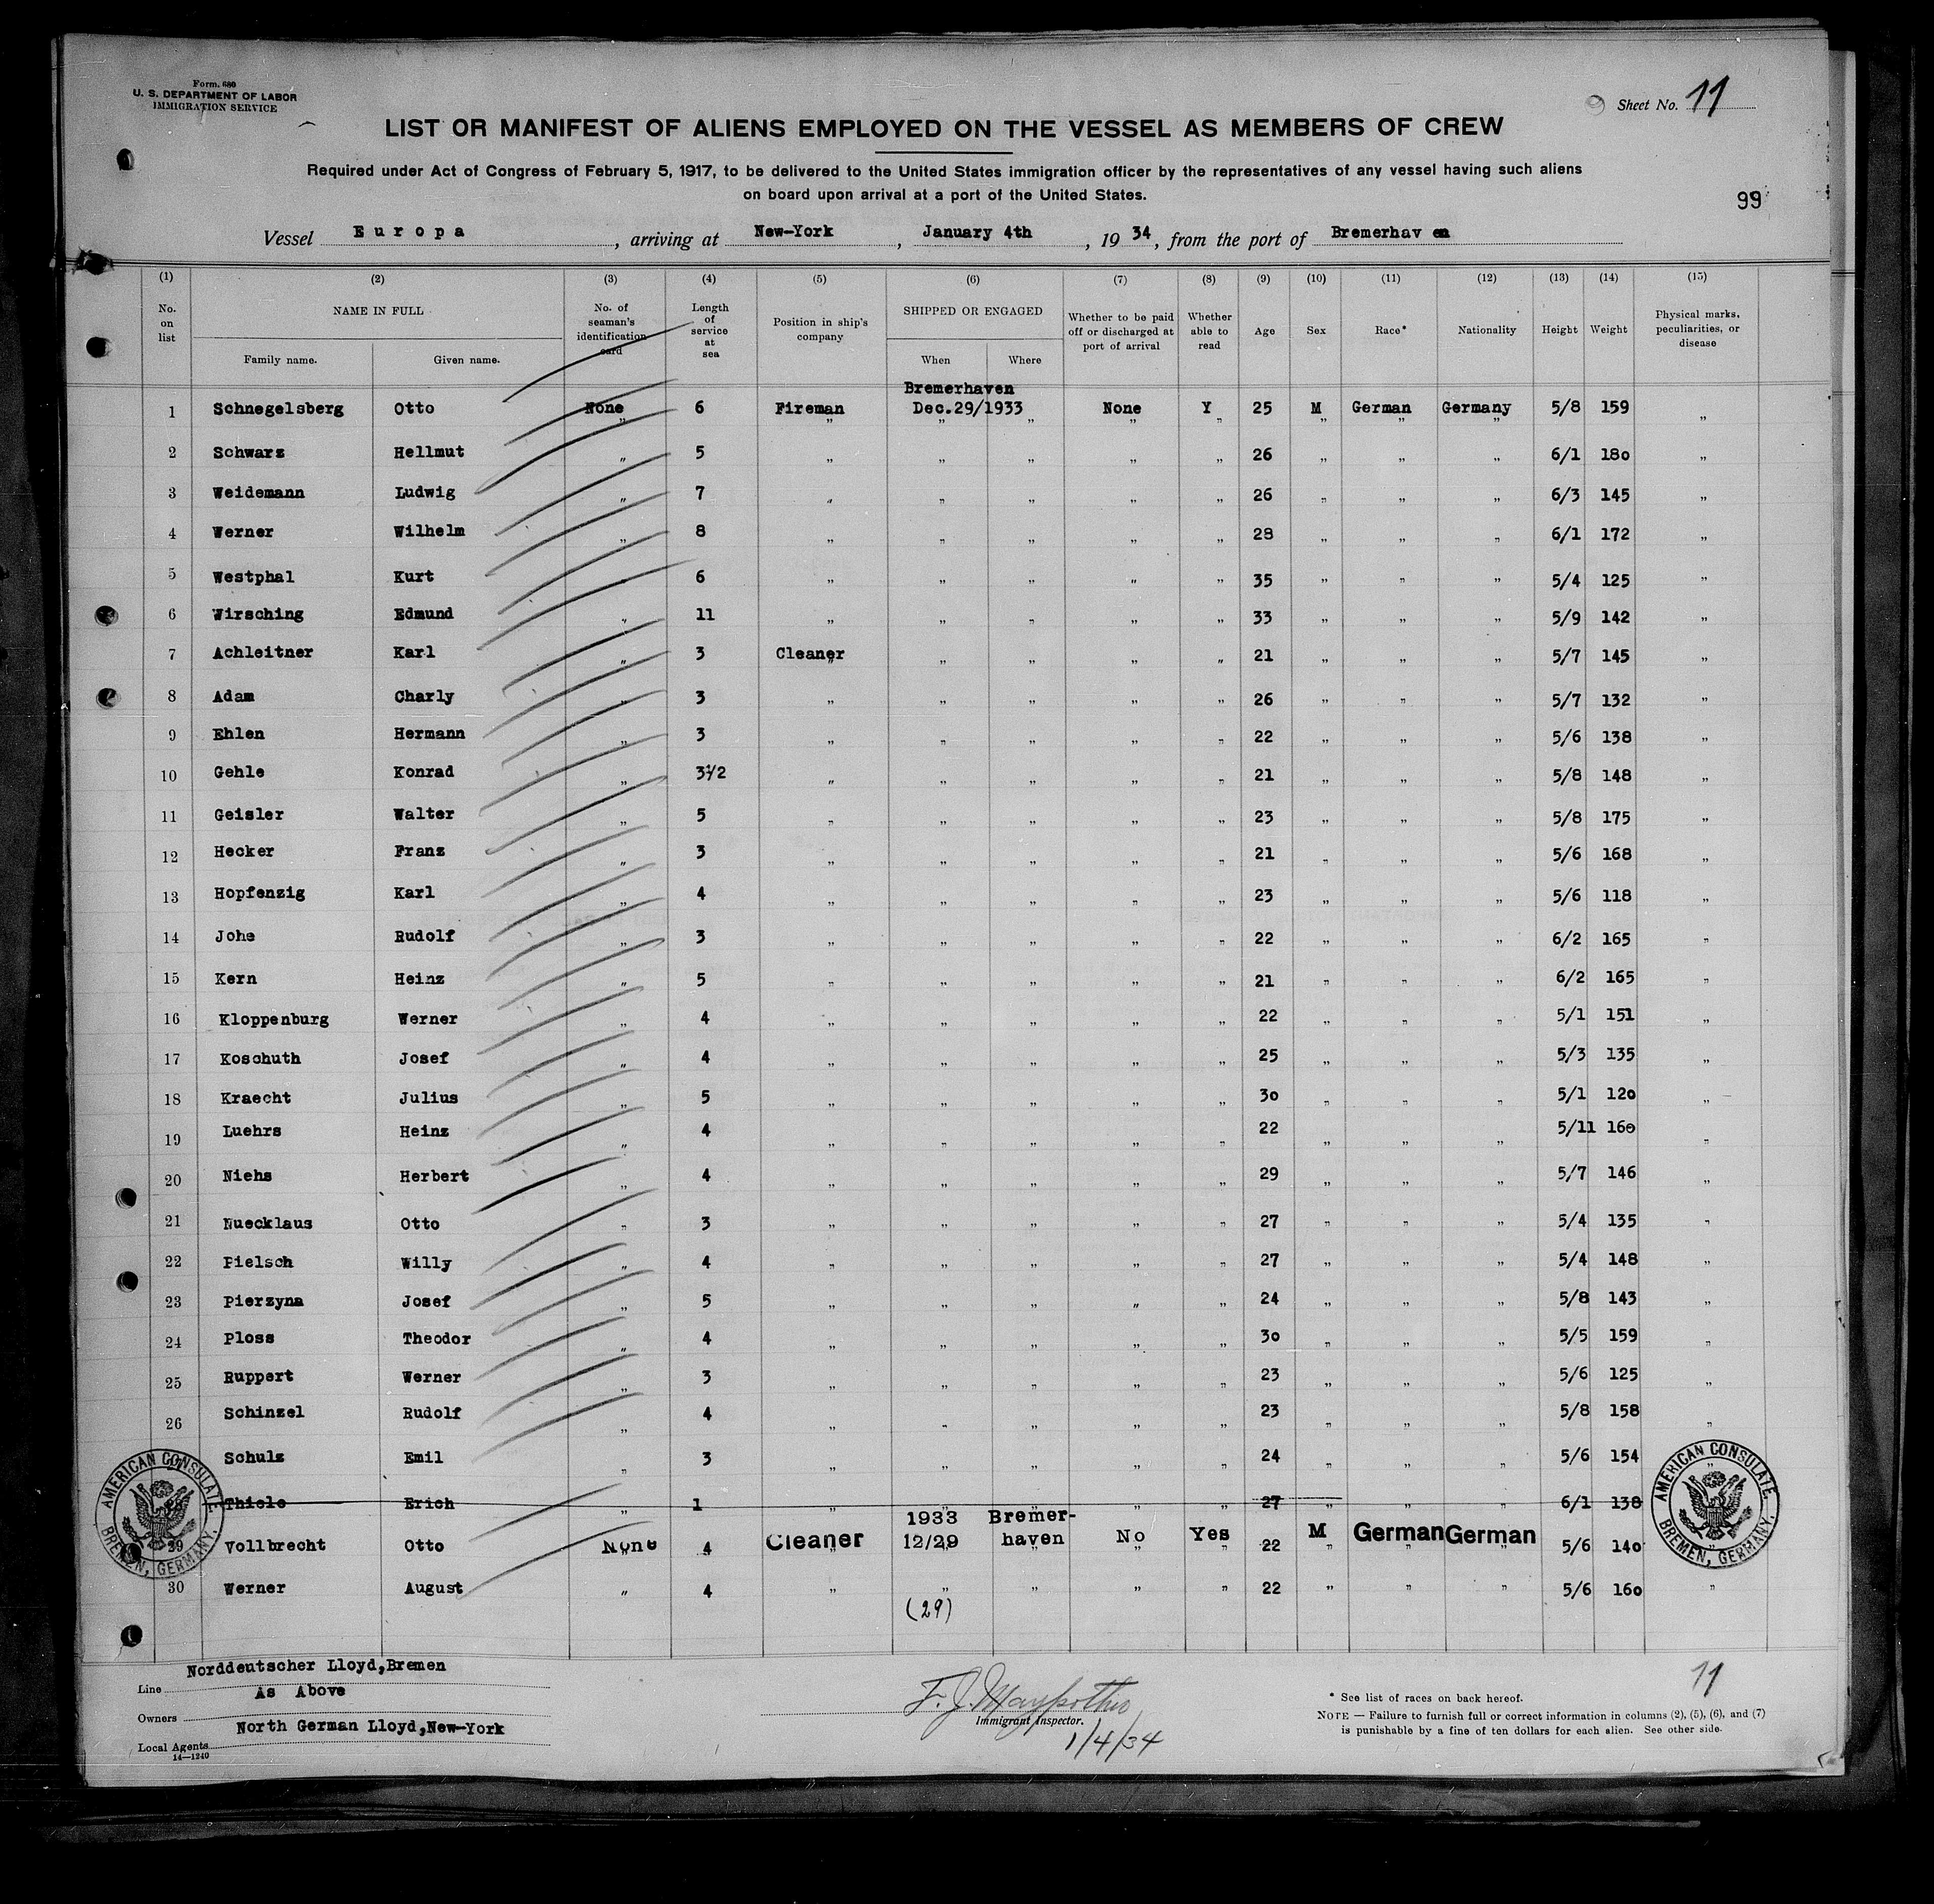 Form. 680
U. S. DEPARTMENT OF LABOR
IMMIGRATION SERVICE
Sheet No. 11
LIST OR MANIFEST OF ALIENS EMPLOYED ON THE VESSEL AS MEMBERS OF CREW
Required under Act of Congress of February 5, 1917, to be delivered to the United States immigration officer by the representatives of any vessel having such aliens
on board upon arrival at a port of the United States.
99
Vessel Europa, arriving at New-York, January 4th, 1934, from the port of Bremerhaven
(1) (2) (3) (4) (5) (6) (7) (8) (9) (10) (11) (12) (13) (14) (15)
No. on list NAME IN FULL Family name. Given name. No. of seaman's identification card Length of service at sea Position in ship's company SHIPPED OR ENGAGED When Where Whether to be paid off or discharged at port of arrival Whether able to read Age Sex Race* Nationality Height Weight Physical marks, peculiarities, or disease
Bremerhaven
1 Schnegelsberg Otto None 6 Fireman Dec.29/1933 None Y 25 M German Germany 5/8 159 "
2 Schwarz Hellmut " 5 " " " " " 26 " " " 6/1 180 "
3 Weidemann Ludwig " 7 " " " " " 26 " " " 6/3 145 "
4 Werner Wilhelm " 8 " " " " " 28 " " " 6/1 172 "
5 Westphal Kurt " 6 " " " " " 35 " " " 5/4 125 "
6 Wirsching Edmund " 11 " " " " " 33 " " " 5/9 142 "
7 Achleitner Karl " 3 Cleaner " " " " 21 " " " 5/7 145 "
8 Adam Charly " 3 " " " " " 26 " " " 5/7 132 "
9 Ehlen Hermann " 3 " " " " " 22 " " " 5/6 138 "
10 Gehle Konrad " 3½ " " " " " 21 " " " 5/8 148 "
11 Geisler Walter " 5 " " " " " 23 " " " 5/8 175 "
12 Hecker Franz " 3 " " " " " 21 " " " 5/6 168 "
13 Hopfenzig Karl " 4 " " " " " 23 " " " 5/6 118 "
14 Johe Rudolf " 3 " " " " " 22 " " " 6/2 165 "
15 Kern Heinz " 5 " " " " " 21 " " " 6/2 165 "
16 Kloppenburg Werner " 4 " " " " " 22 " " " 5/1 151 "
17 Koschuth Josef " 4 " " " " " 25 " " " 5/3 135 "
18 Kraecht Julius " 5 " " " " " 30 " " " 5/1 120 "
19 Luehrs Heinz " 4 " " " " " 22 " " " 5/11 160 "
20 Niehs Herbert " 4 " " " " " 29 " " " 5/7 146 "
21 Nuecklaus Otto " 3 " " " " " 27 " " " 5/4 135 "
22 Pielsch Willy " 4 " " " " " 27 " " " 5/4 148 "
23 Pierzyna Josef " 5 " " " " " 24 " " " 5/8 143 "
24 Ploss Theodor " 4 " " " " " 30 " " " 5/5 159 "
25 Ruppert Werner " 3 " " " " " 23 " " " 5/6 125 "
26 Schinzel Rudolf " 4 " " " " " 23 " " " 5/8 158 "
27 Schulz Emil " 3 " " " " " 24 " " " 5/6 154 "
28 Thiele Erich " 1 " " " " " 27 " " " 6/1 138
29 Vollbrecht Otto None 4 Cleaner 1933 12/29 Bremer-haven No Yes 22 M German German 5/6 140 "
30 Werner August " 4 " " " " " 22 " " " 5/6 160 "
(29)
AMERICAN CONSULATE BREMEN, GERMANY.
AMERICAN CONSULATE BREMEN, GERMANY.
Line Norddeutscher Lloyd,Bremen
Owners As Above
Local Agents North German Lloyd,New-York
14—1240
Immigrant Inspector.
1/4/34
11
* See list of races on back hereof.
NOTE — Failure to furnish full or correct information in columns (2), (5), (6), and (7)
is punishable by a fine of ten dollars for each alien. See other side.